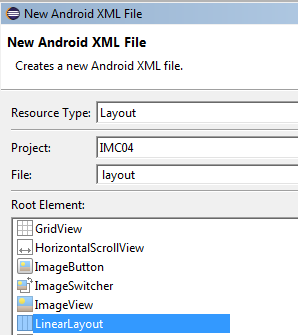 New Android XML File
New Android XML File
Creates a new Android XML file.
Resource Type: Layout
Project: IMC04
File: layout
Root Element:
GridView
HorizontalScrollView
ImageButton
ImageSwitcher
ImageView
LinearLayout